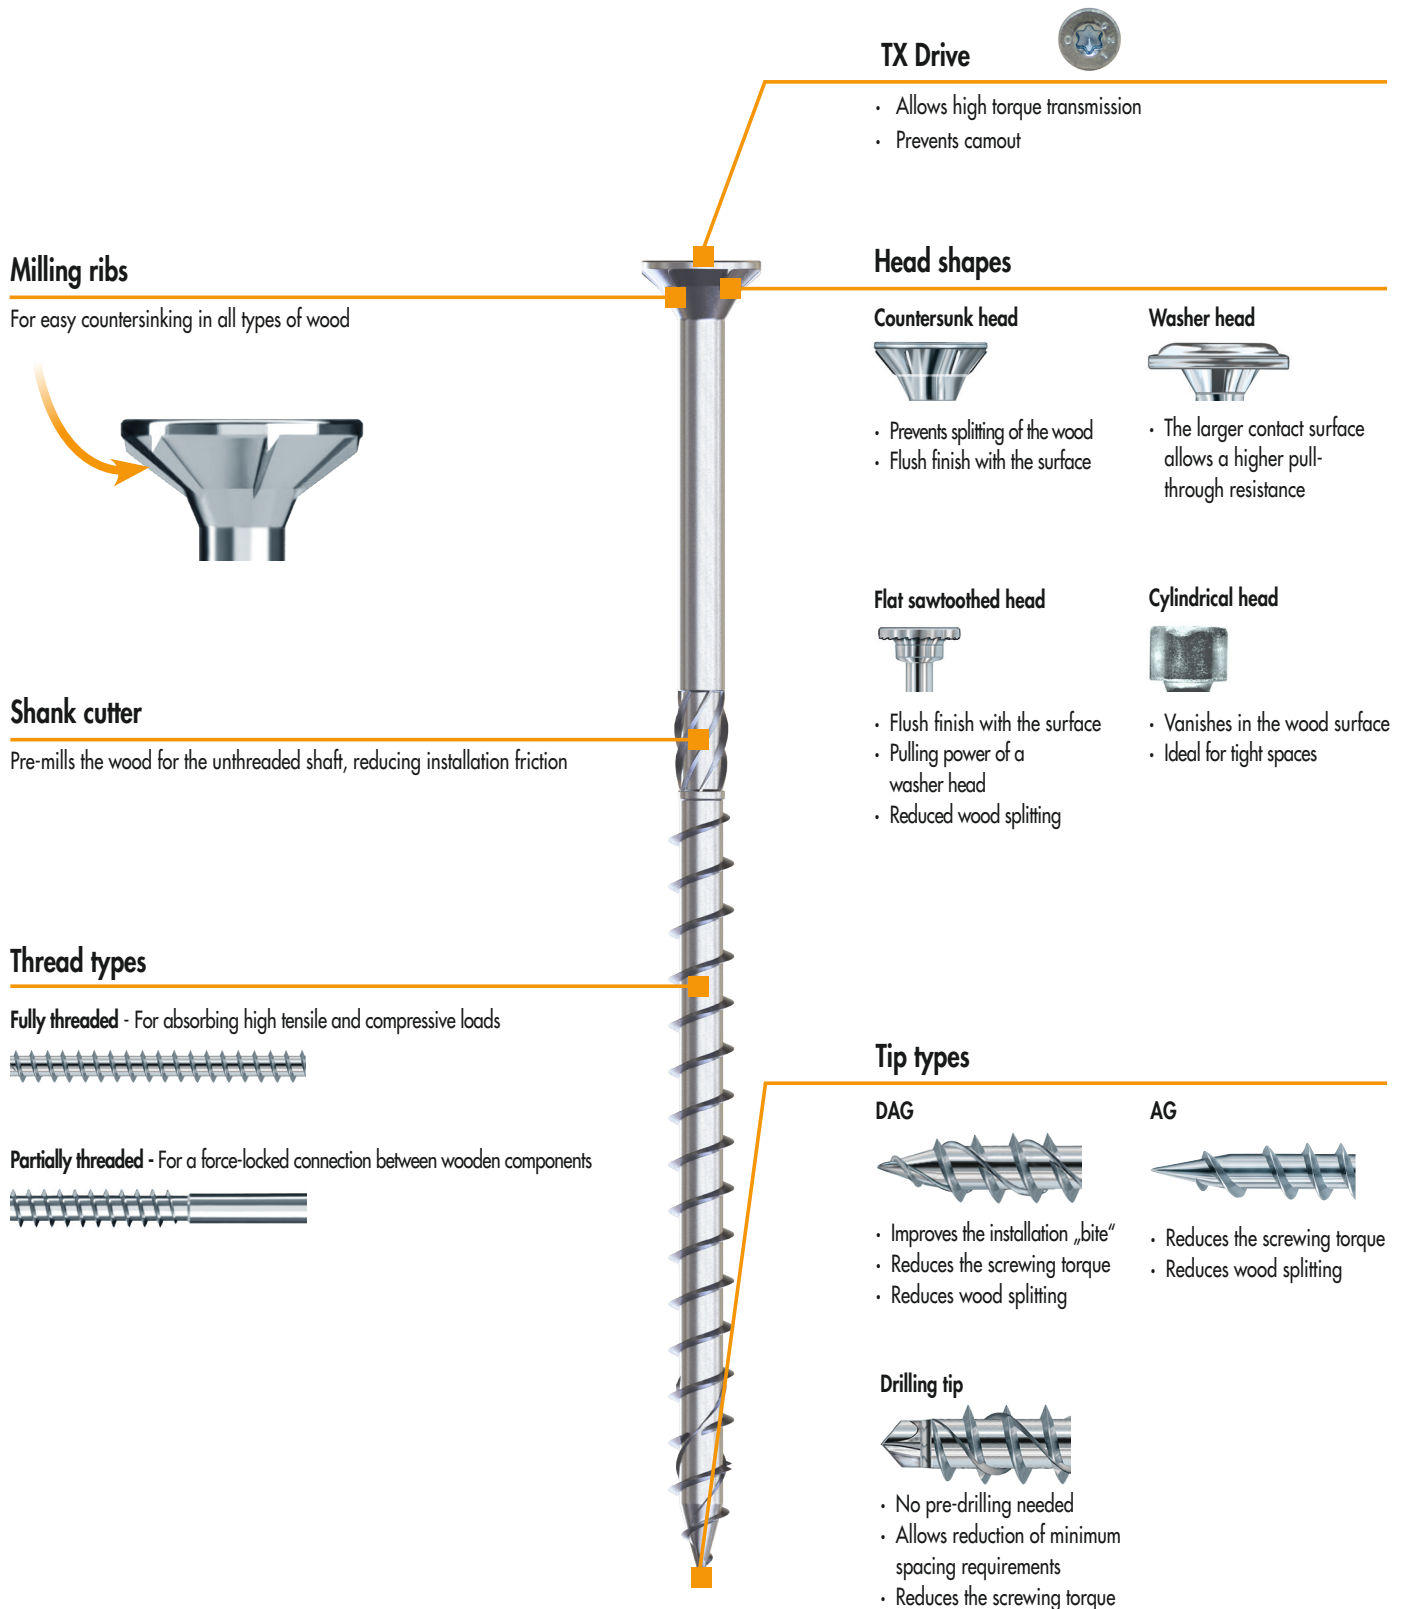 TX Drive
· Allows high torque transmission
· Prevents camout
Milling ribs
For easy countersinking in all types of wood
Head shapes
Countersunk head
· Prevents splitting of the wood
· Flush finish with the surface
Washer head
· The larger contact surface
allows a higher pull-
through resistance
Flat sawtoothed head
· Flush finish with the surface
· Pulling power of a
washer head
· Reduced wood splitting
Cylindrical head
· Vanishes in the wood surface
· Ideal for tight spaces
Shank cutter
Pre-mills the wood for the unthreaded shaft, reducing installation friction
Thread types
Fully threaded - For absorbing high tensile and compressive loads
Partially threaded - For a force-locked connection between wooden components
Tip types
DAG
· Improves the installation „bite“
· Reduces the screwing torque
· Reduces wood splitting
AG
· Reduces the screwing torque
· Reduces wood splitting
Drilling tip
· No pre-drilling needed
· Allows reduction of minimum
spacing requirements
· Reduces the screwing torque